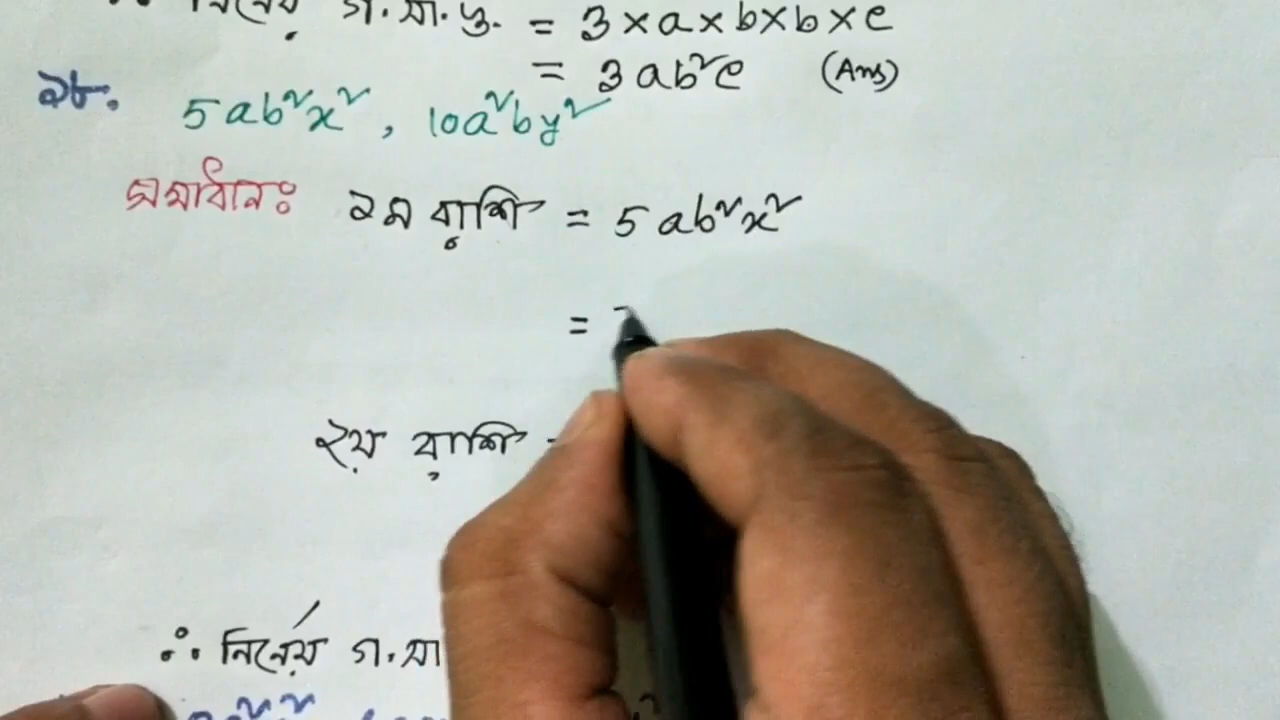 ∴ নির্ণেয় গ.সা.গু. = 3×a×b×b×c
= 3ab²c (Ans)
১৮. 5ab²x², 10a²by²
সমাধানঃ ১ম রাশি = 5ab²x²
=
২য় রাশি
∴ নির্ণেয় গ.সা